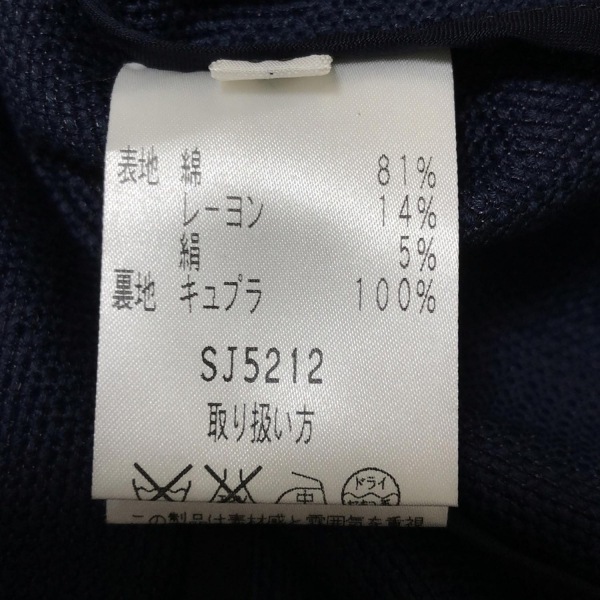 表地 綿 81%
レーヨン 14%
絹 5%
裏地 キュプラ 100%
SJ5212
取り扱い方
中 ドライ
この製品は素材感と雰囲気を重視